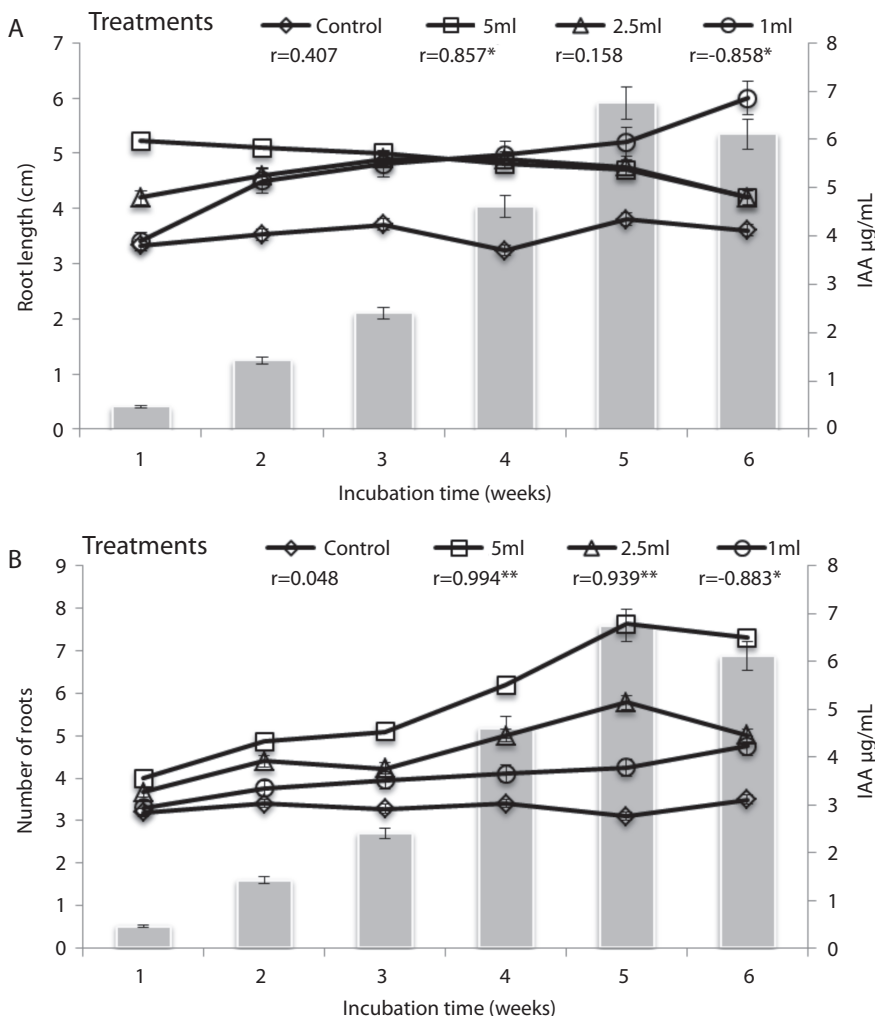 A
Treatments
Control 5ml 2.5ml 1ml
r=0.407 r=0.857* r=0.158 r=-0.858*
7
6
5
4
3
2
1
0
Root length (cm)
8
7
6
5
4
3
2
1
0
IAA µg/mL
1 2 3 4 5 6
Incubation time (weeks)
B
Treatments
Control 5ml 2.5ml 1ml
r=0.048 r=0.994** r=0.939** r=-0.883*
9
8
7
6
5
4
3
2
1
0
Number of roots
8
7
6
5
4
3
2
1
0
IAA µg/mL
1 2 3 4 5 6
Incubation time (weeks)